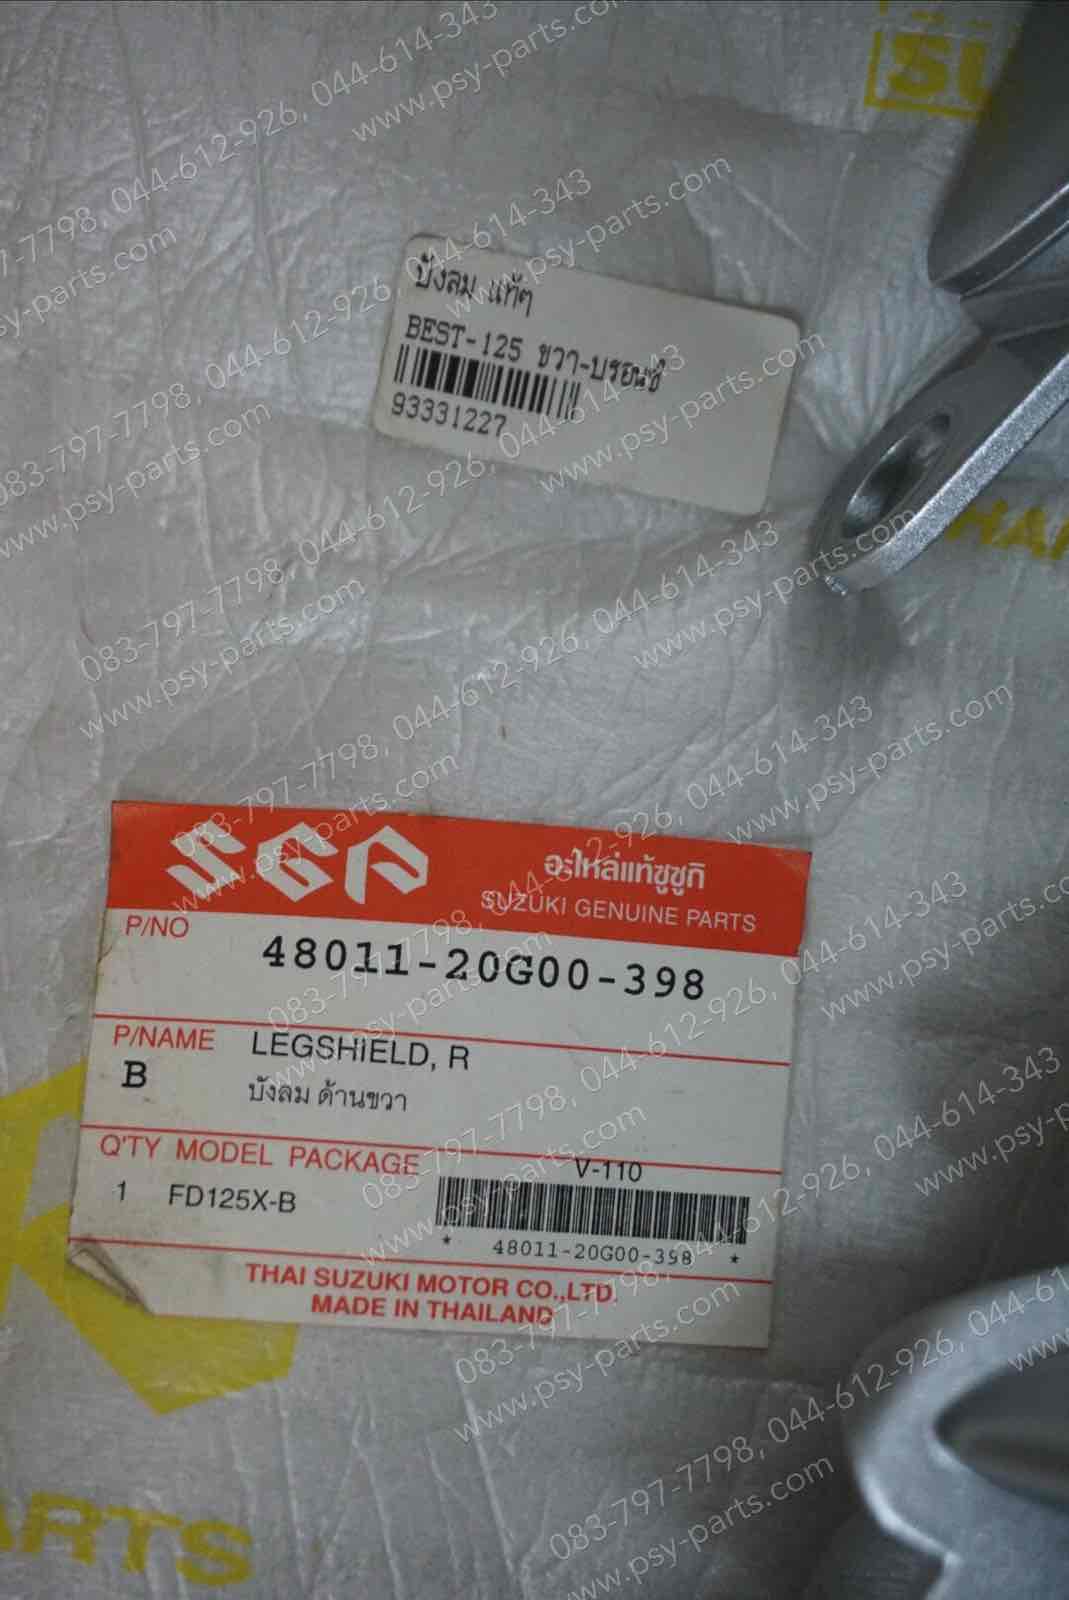 บังลม แท้ๆ
BEST-125 ขวา-บรอนซ์
93331227
SGP
อะไหล่แท้ซูซูกิ
SUZUKI GENUINE PARTS
P/NO
48011-20G00-398
P/NAME LEGSHIELD, R
B บังลม ด้านขวา
Q'TY MODEL PACKAGE
V-110
1 FD125X-B
* 48011-20G00-398 *
THAI SUZUKI MOTOR CO.,LTD.
MADE IN THAILAND
PARTS
083-797-7798, 044-612-926, 044-614-343
www.psy-parts.com